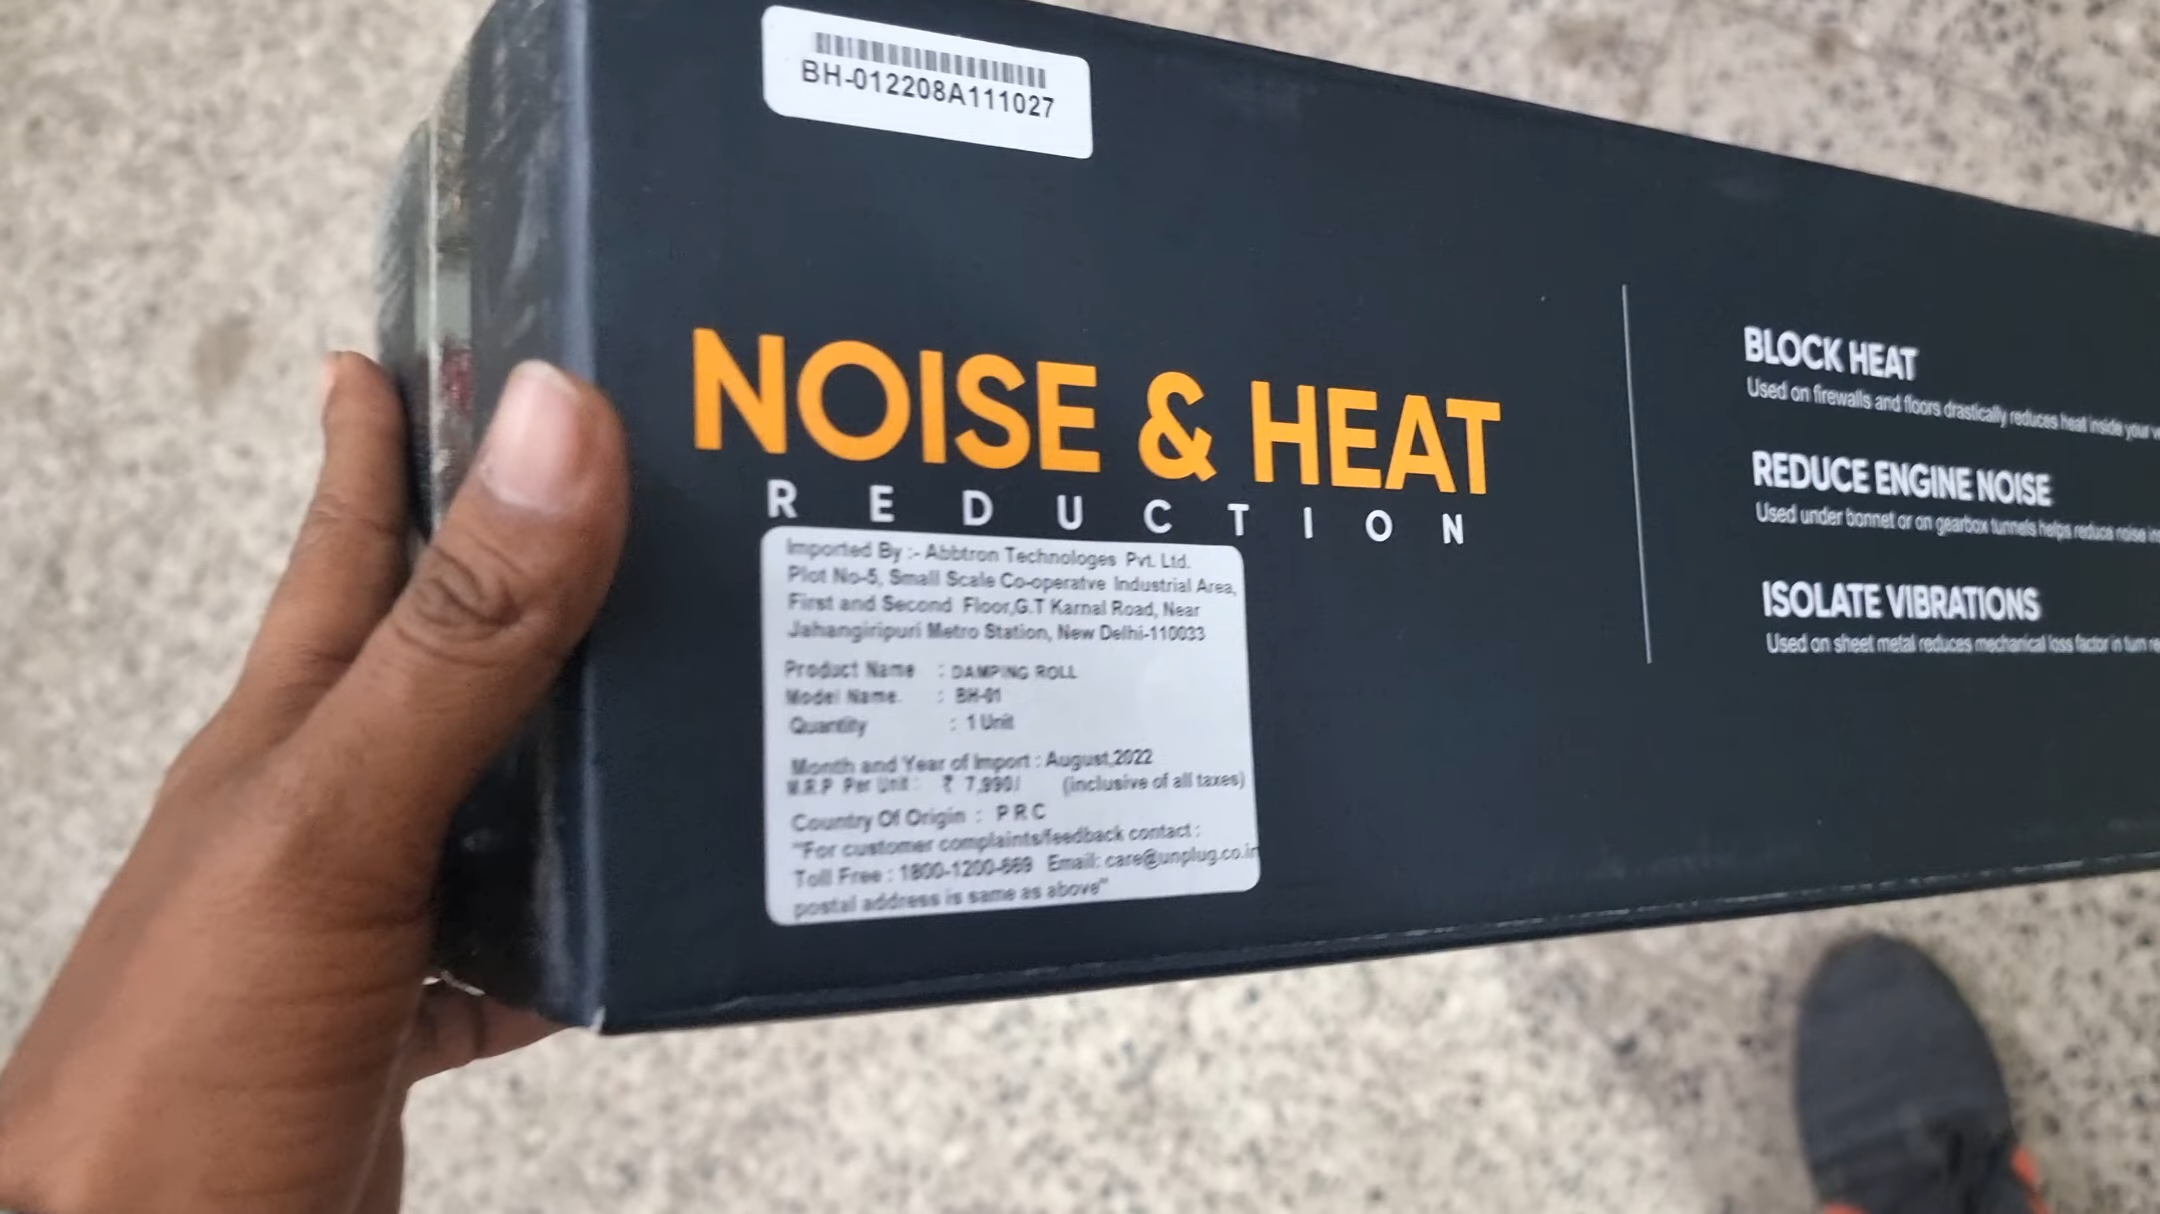 BH-012208A111027
NOISE & HEAT
REDUCTION
Imported By :- Abbtron Technologes Pvt. Ltd.
Plot No-5, Small Scale Co-operatve Industrial Area,
First and Second Floor,G.T Karnal Road, Near
Jahangiripuri Metro Station, New Delhi-110033
Product Name : DAMPING ROLL
Model Name. : BH-01
Quantity : 1 Unit
Month and Year of Import : August,2022
M.R.P Per Unit : ₹ 7,990/ (inclusive of all taxes)
Country Of Origin : P R C
"For customer complaints/feedback contact :
Toll Free : 1800-1200-669 Email: care@unplug.co.in
postal address is same as above"
BLOCK HEAT
Used on firewalls and floors drastically reduces heat inside your
REDUCE ENGINE NOISE
Used under bonnet or on gearbox tunnels helps reduce noise
ISOLATE VIBRATIONS
Used on sheet metal reduces mechanical loss factor in turn